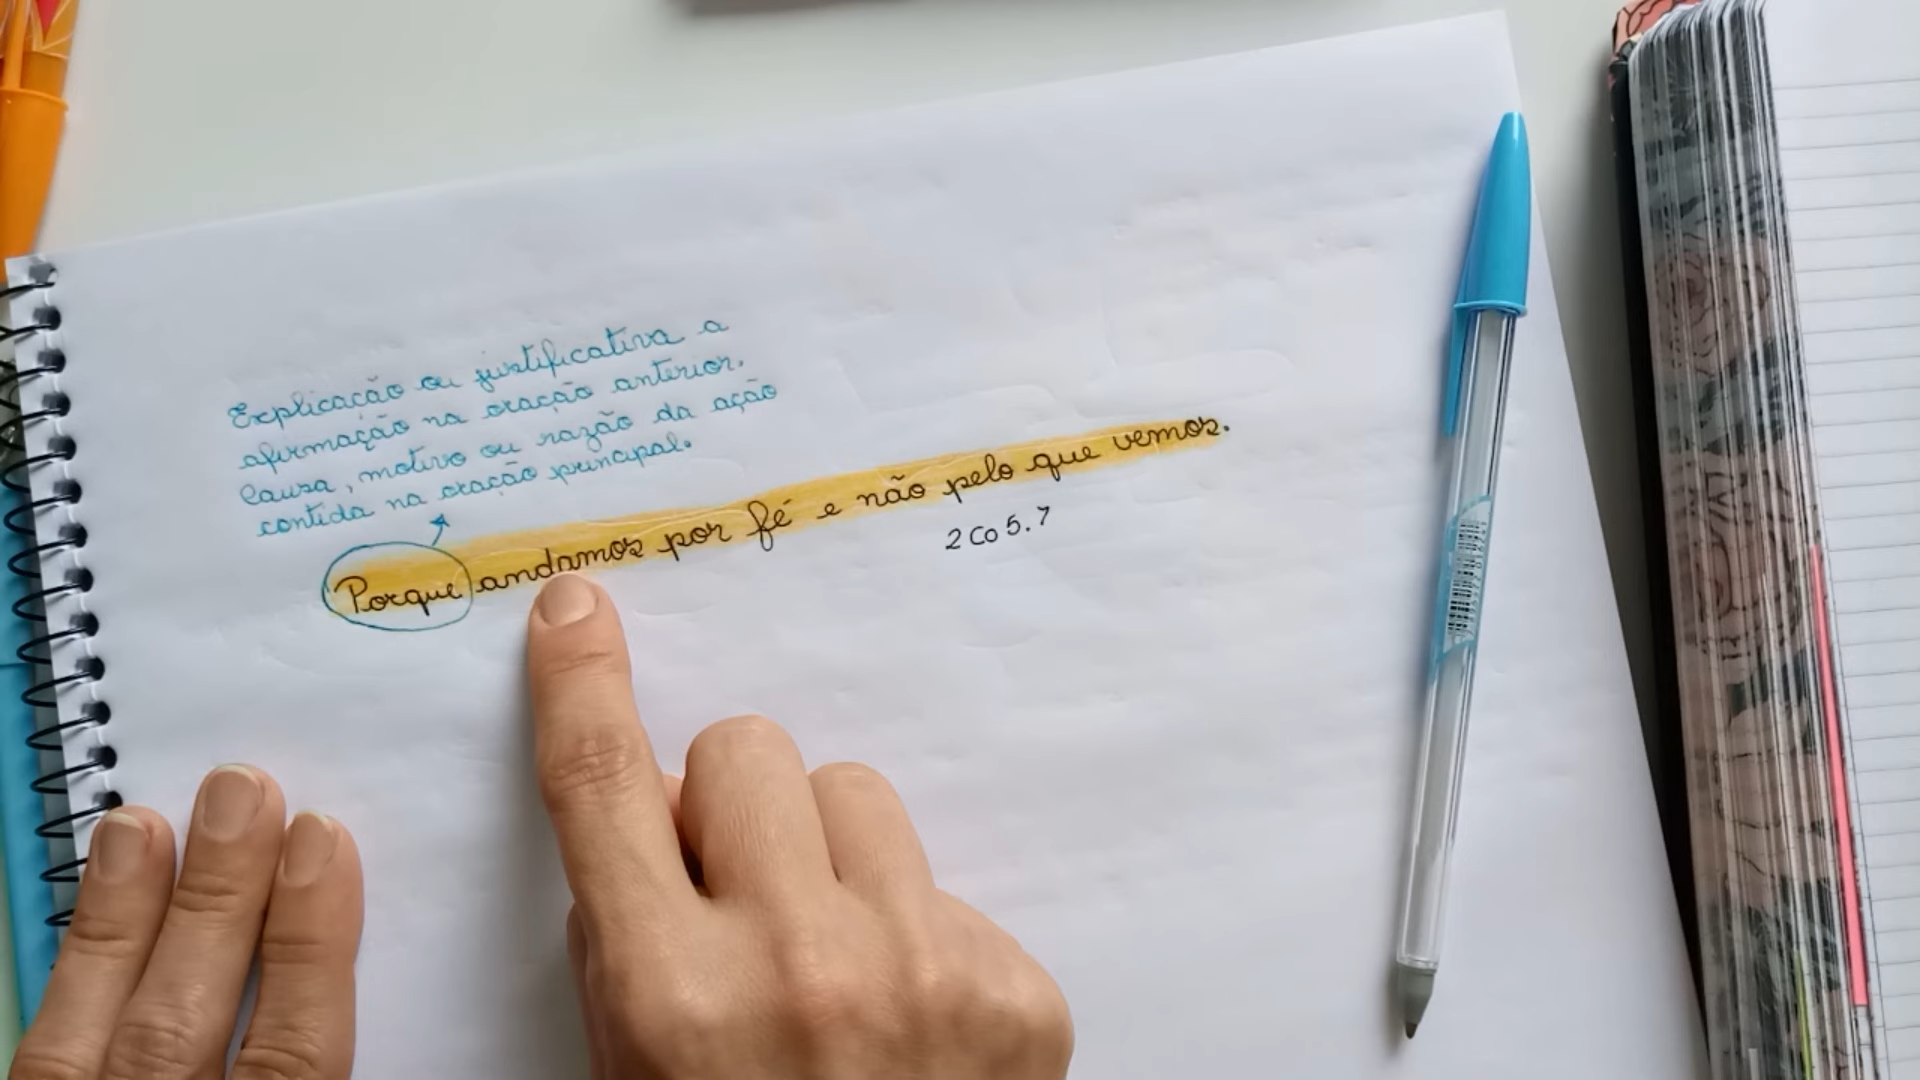 Explicação ou justificativa a
afirmação na oração anterior.
Causa, motivo ou razão da ação
contida na oração principal.
Porque andamos por fé e não pelo que vemos.
2 Co 5.7